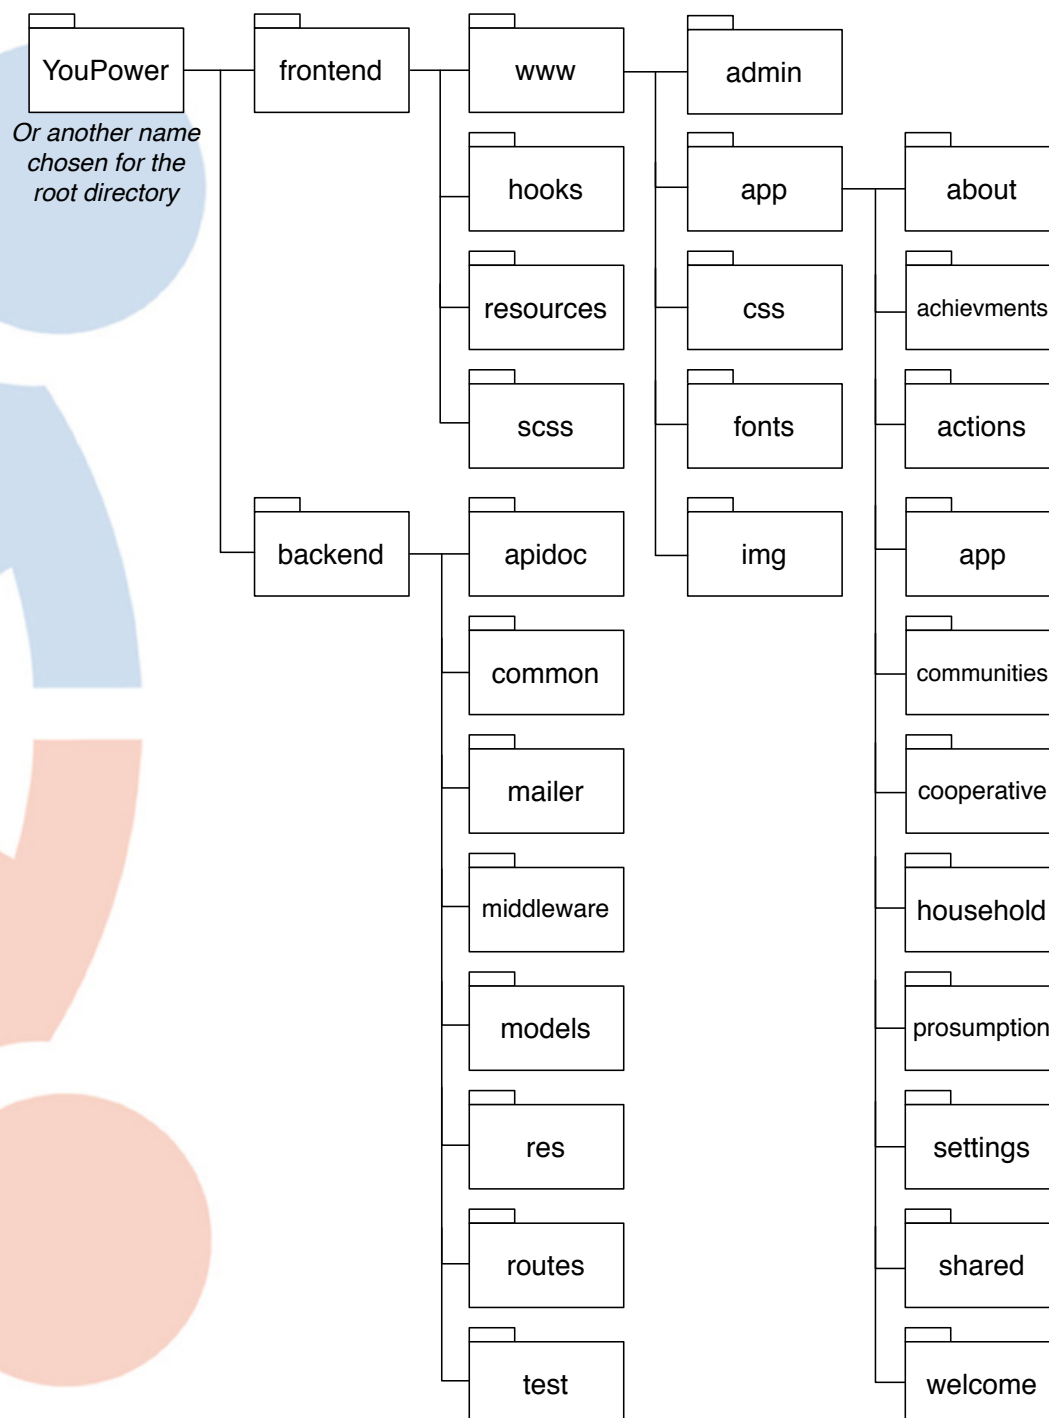 YouPower
Or another name
chosen for the
root directory
frontend
www
admin
hooks
app
about
resources
css
achievments
scss
fonts
actions
backend
apidoc
img
app
common
communities
mailer
cooperative
middleware
household
models
prosumption
res
settings
routes
shared
test
welcome